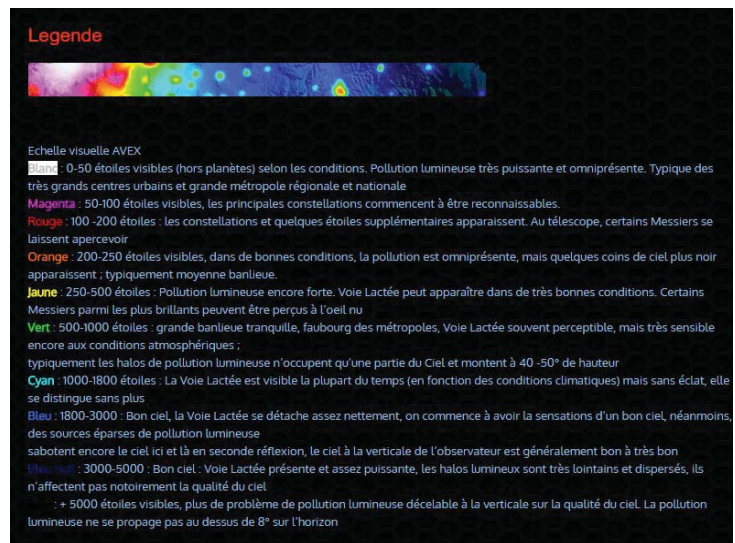 Legende
Echelle visuelle AVEX
Blanc : 0-50 étoiles visibles (hors planètes) selon les conditions. Pollution lumineuse très puissante et omniprésente. Typique des
très grands centres urbains et grande métropole régionale et nationale
Magenta : 50-100 étoiles visibles, les principales constellations commencent à être reconnaissables.
Rouge : 100 -200 étoiles : les constellations et quelques étoiles supplémentaires apparaissent. Au télescope, certains Messiers se
laissent apercevoir
Orange : 200-250 étoiles visibles, dans de bonnes conditions, la pollution est omniprésente, mais quelques coins de ciel plus noir
apparaissent ; typiquement moyenne banlieue.
Jaune : 250-500 étoiles : Pollution lumineuse encore forte. Voie Lactée peut apparaître dans de très bonnes conditions. Certains
Messiers parmi les plus brillants peuvent être perçus à l'oeil nu
Vert : 500-1000 étoiles : grande banlieue tranquille, faubourg des métropoles, Voie Lactée souvent perceptible, mais très sensible
encore aux conditions atmosphériques ;
typiquement les halos de pollution lumineuse n'occupent qu'une partie du Ciel et montent à 40 -50° de hauteur
Cyan : 1000-1800 étoiles : La Voie Lactée est visible la plupart du temps (en fonction des conditions climatiques) mais sans éclat, elle
se distingue sans plus
Bleu : 1800-3000 : Bon ciel, la Voie Lactée se détache assez nettement, on commence à avoir la sensations d'un bon ciel, néanmoins,
des sources éparses de pollution lumineuse
sabotent encore le ciel ici et là en seconde réflexion, le ciel à la verticale de l'observateur est généralement bon à très bon
Bleu nuit : 3000-5000 : Bon ciel : Voie Lactée présente et assez puissante, les halos lumineux sont très lointains et dispersés, ils
n'affectent pas notoirement la qualité du ciel
: + 5000 étoiles visibles, plus de problème de pollution lumineuse décelable à la verticale sur la qualité du ciel. La pollution
lumineuse ne se propage pas au dessus de 8° sur l'horizon